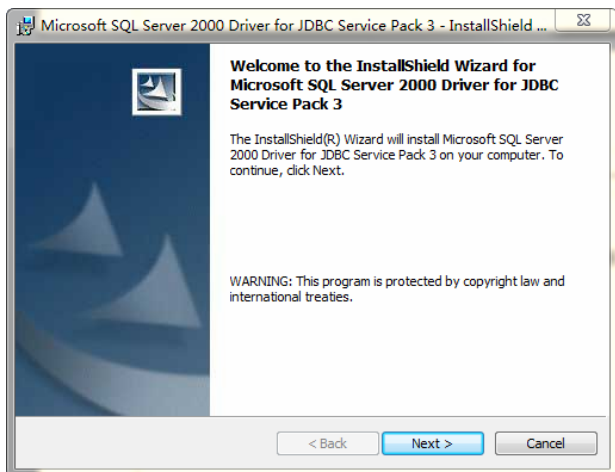 Microsoft SQL Server 2000 Driver for JDBC Service Pack 3 - InstallShield ...
Welcome to the InstallShield Wizard for
Microsoft SQL Server 2000 Driver for JDBC
Service Pack 3
The InstallShield(R) Wizard will install Microsoft SQL Server
2000 Driver for JDBC Service Pack 3 on your computer. To
continue, click Next.
WARNING: This program is protected by copyright law and
international treaties.
< Back Next > Cancel